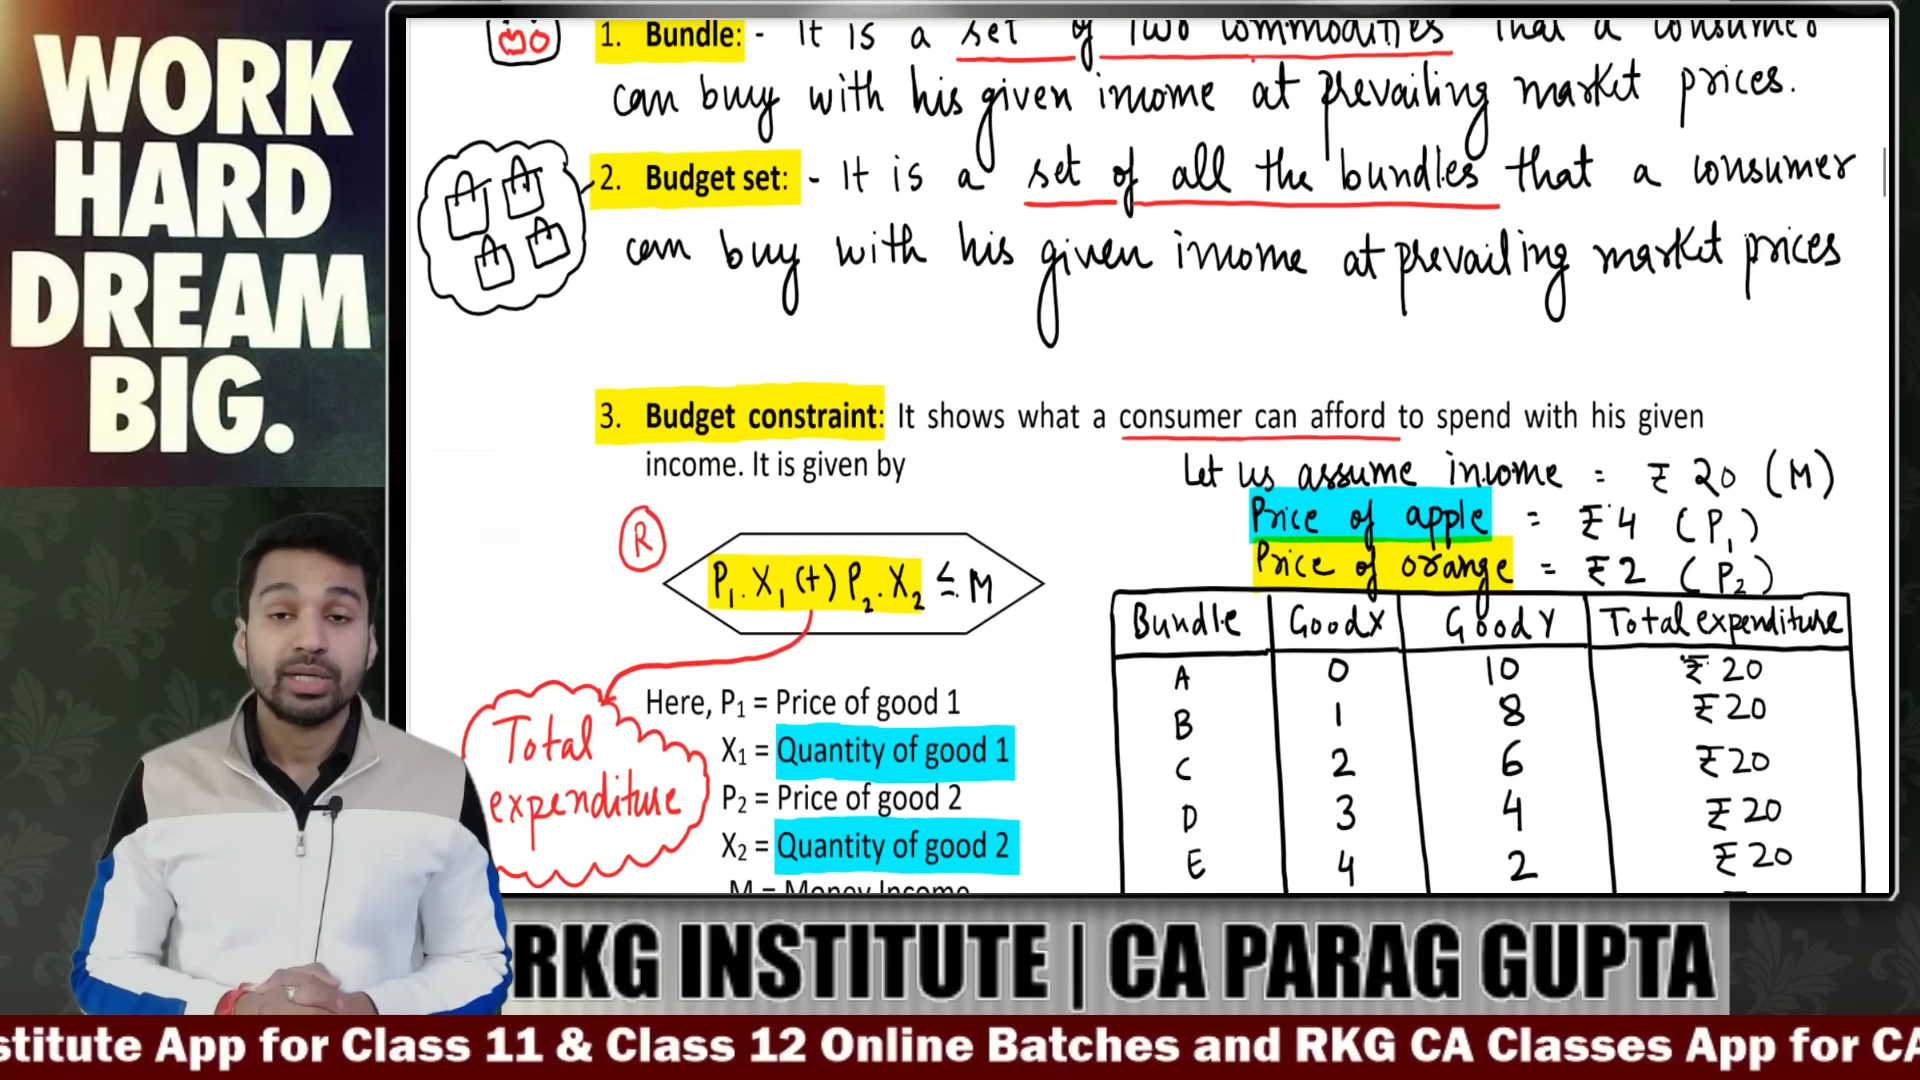 WORK
HARD
DREAM
BIG.
1. Bundle: - It is a set of two commodities that a consumer
can buy with his given income at prevailing market prices.
2. Budget set: - It is a set of all the bundles that a consumer
can buy with his given income at prevailing market prices
3. Budget constraint: It shows what a consumer can afford to spend with his given
income. It is given by
Let us assume income = ₹ 20 (M)
Price of apple = ₹ 4 (P₁)
Price of orange = ₹ 2 (P₂)
R
P₁. X₁ (+) P₂. X₂ ≤ M
Total
expenditure
Here, P₁ = Price of good 1
X₁ = Quantity of good 1
P₂ = Price of good 2
X₂ = Quantity of good 2
M = Money Income
Bundle Good X Good Y Total expenditure
A 0 10 ₹ 20
B 1 8 ₹ 20
C 2 6 ₹ 20
D 3 4 ₹ 20
E 4 2 ₹ 20
RKG INSTITUTE | CA PARAG GUPTA
stitute App for Class 11 & Class 12 Online Batches and RKG CA Classes App for CA